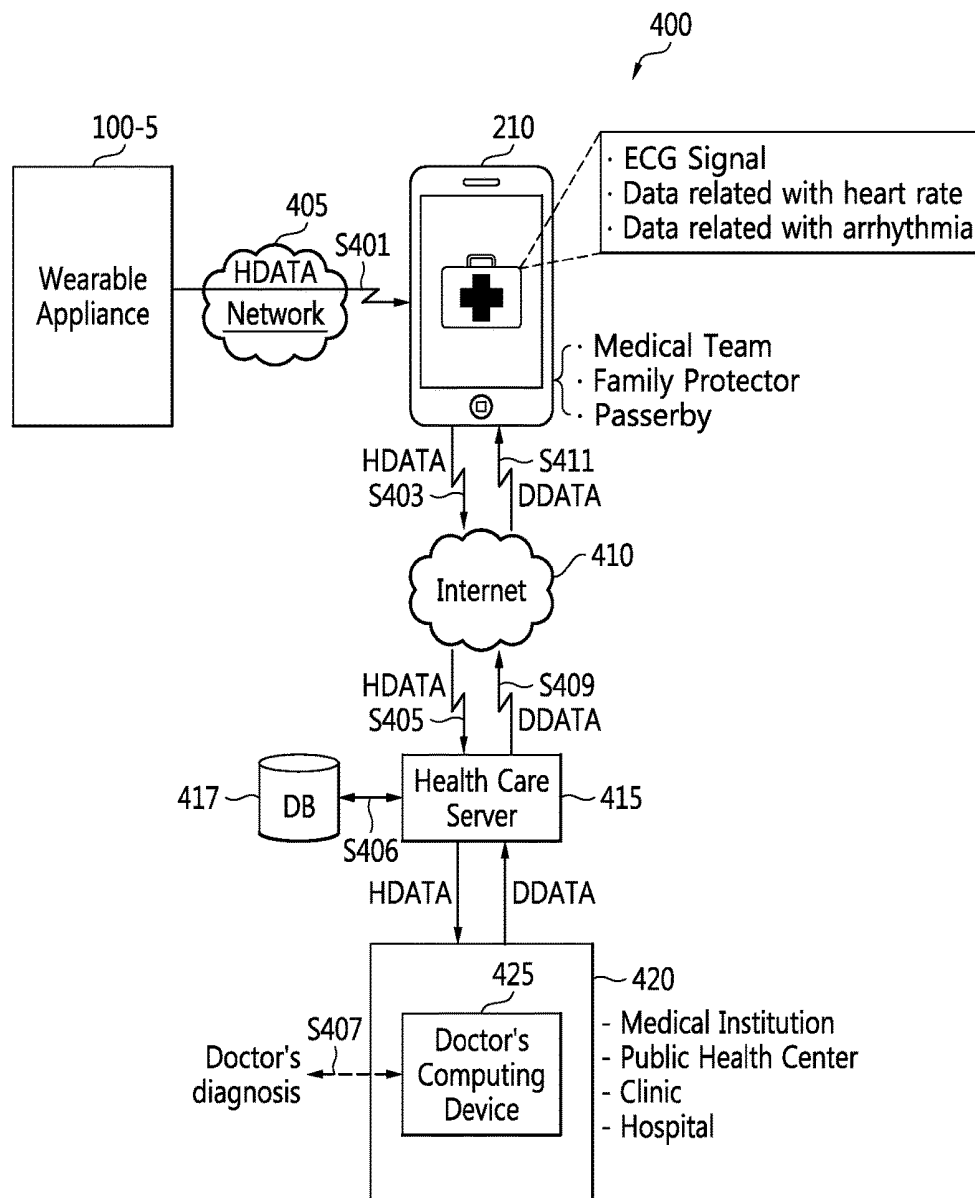 400
100-5
210
· ECG Signal
· Data related with heart rate
· Data related with arrhythmia
405
S401
HDATA
Network
Wearable
Appliance
· Medical Team
· Family Protector
· Passerby
HDATA
S403
S411
DDATA
410
Internet
HDATA
S405
S409
DDATA
417
DB
S406
Health Care
Server
415
HDATA
DDATA
420
425
S407
Doctor's
diagnosis
Doctor's
Computing
Device
- Medical Institution
- Public Health Center
- Clinic
- Hospital